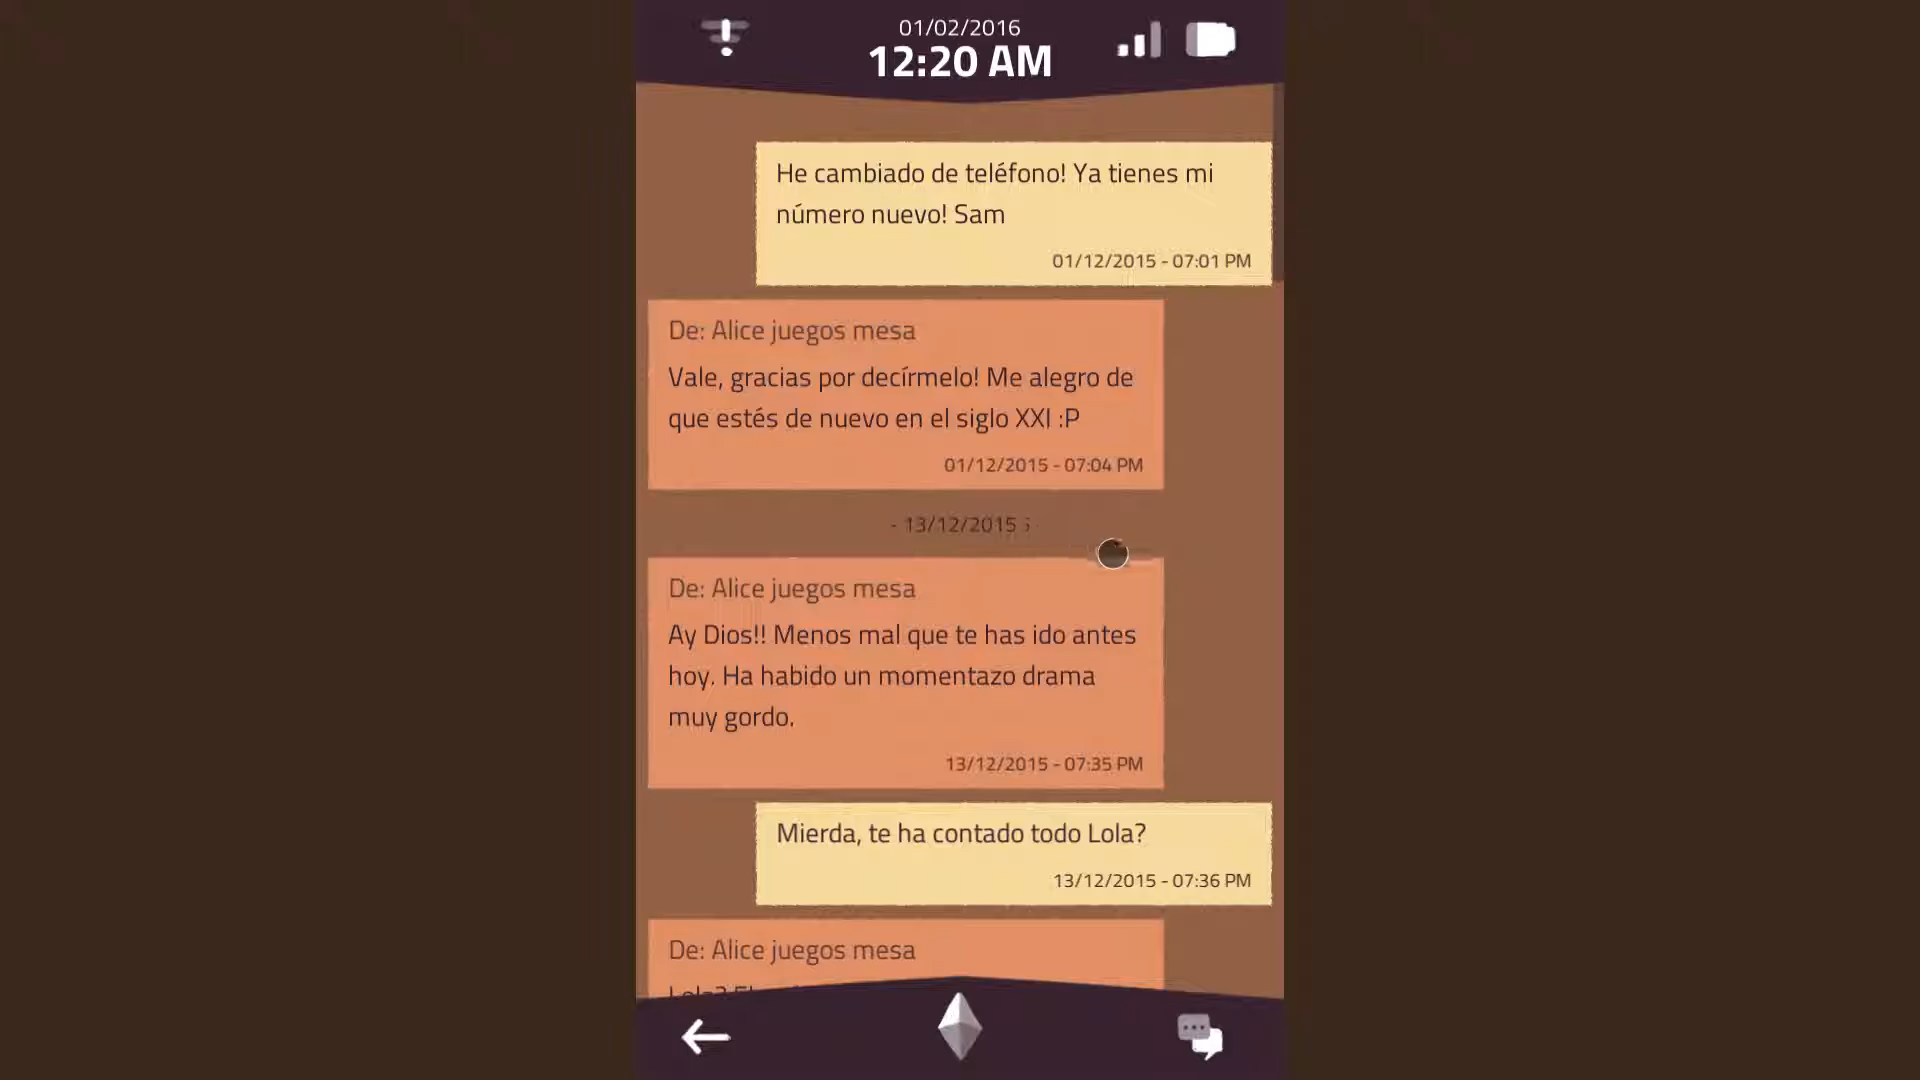 01/02/2016
12:20 AM
He cambiado de teléfono! Ya tienes mi
número nuevo! Sam
01/12/2015 - 07:01 PM
De: Alice juegos mesa
Vale, gracias por decírmelo! Me alegro de
que estés de nuevo en el siglo XXI :P
01/12/2015 - 07:04 PM
- 13/12/2015
De: Alice juegos mesa
Ay Dios!! Menos mal que te has ido antes
hoy. Ha habido un momentazo drama
muy gordo.
13/12/2015 - 07:35 PM
Mierda, te ha contado todo Lola?
13/12/2015 - 07:36 PM
De: Alice juegos mesa